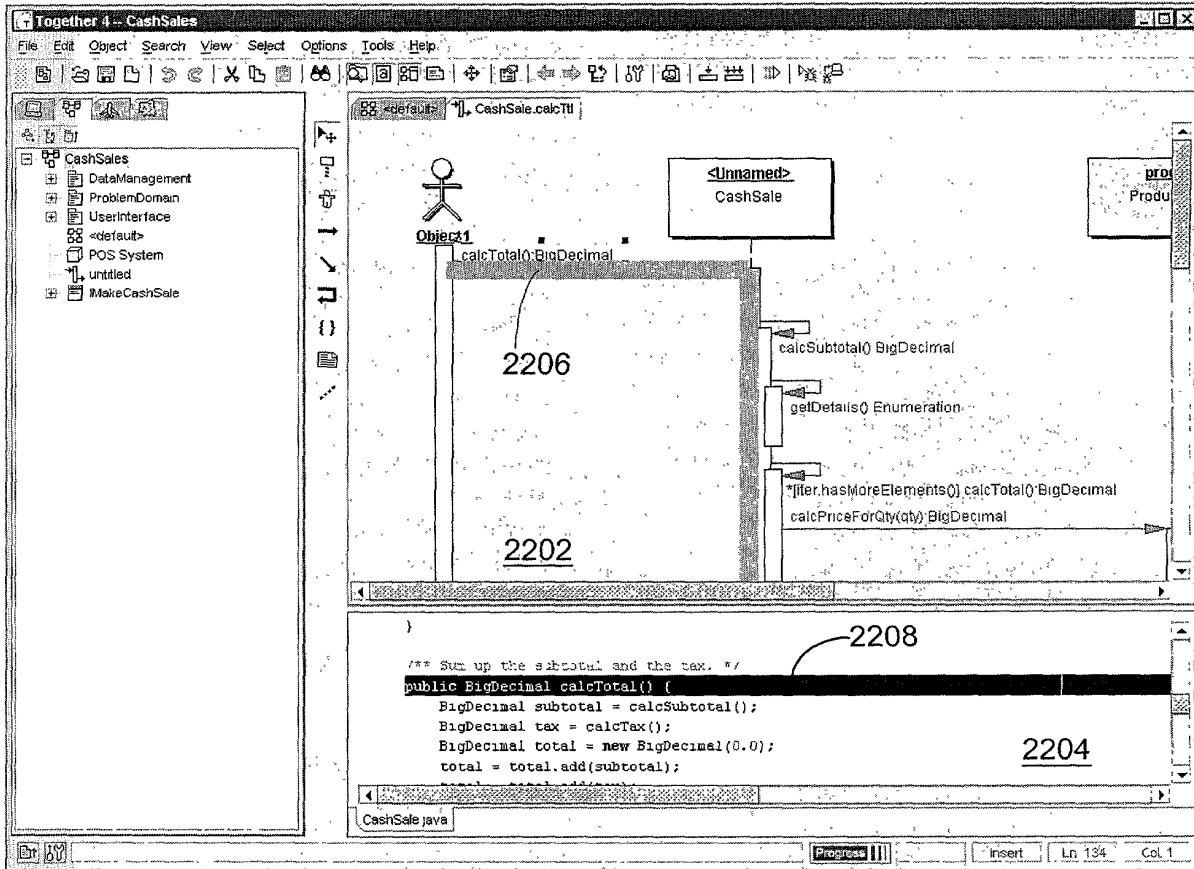 Together 4 -- CashSales
File Edit Object Search View Select Options Tools Help
CashSales
DataManagement
ProblemDomain
UserInterface
<default>
POS System
untitled
IMakeCashSale
<default> CashSale.calcTtl
Object1
<Unnamed>
CashSale
prod
Produ
calcTotal():BigDecimal
2206
calcSubtotal() BigDecimal
getDetails() Enumeration
*[iter.hasMoreElements()] calcTotal():BigDecimal
calcPriceForQty(qty) BigDecimal
2202
}
2208
/** Sum up the subtotal and the tax. */
public BigDecimal calcTotal() {
BigDecimal subtotal = calcSubtotal();
BigDecimal tax = calcTax();
BigDecimal total = new BigDecimal(0.0);
2204
total = total.add(subtotal);
CashSale java
Progress Insert Ln 134 Col 1